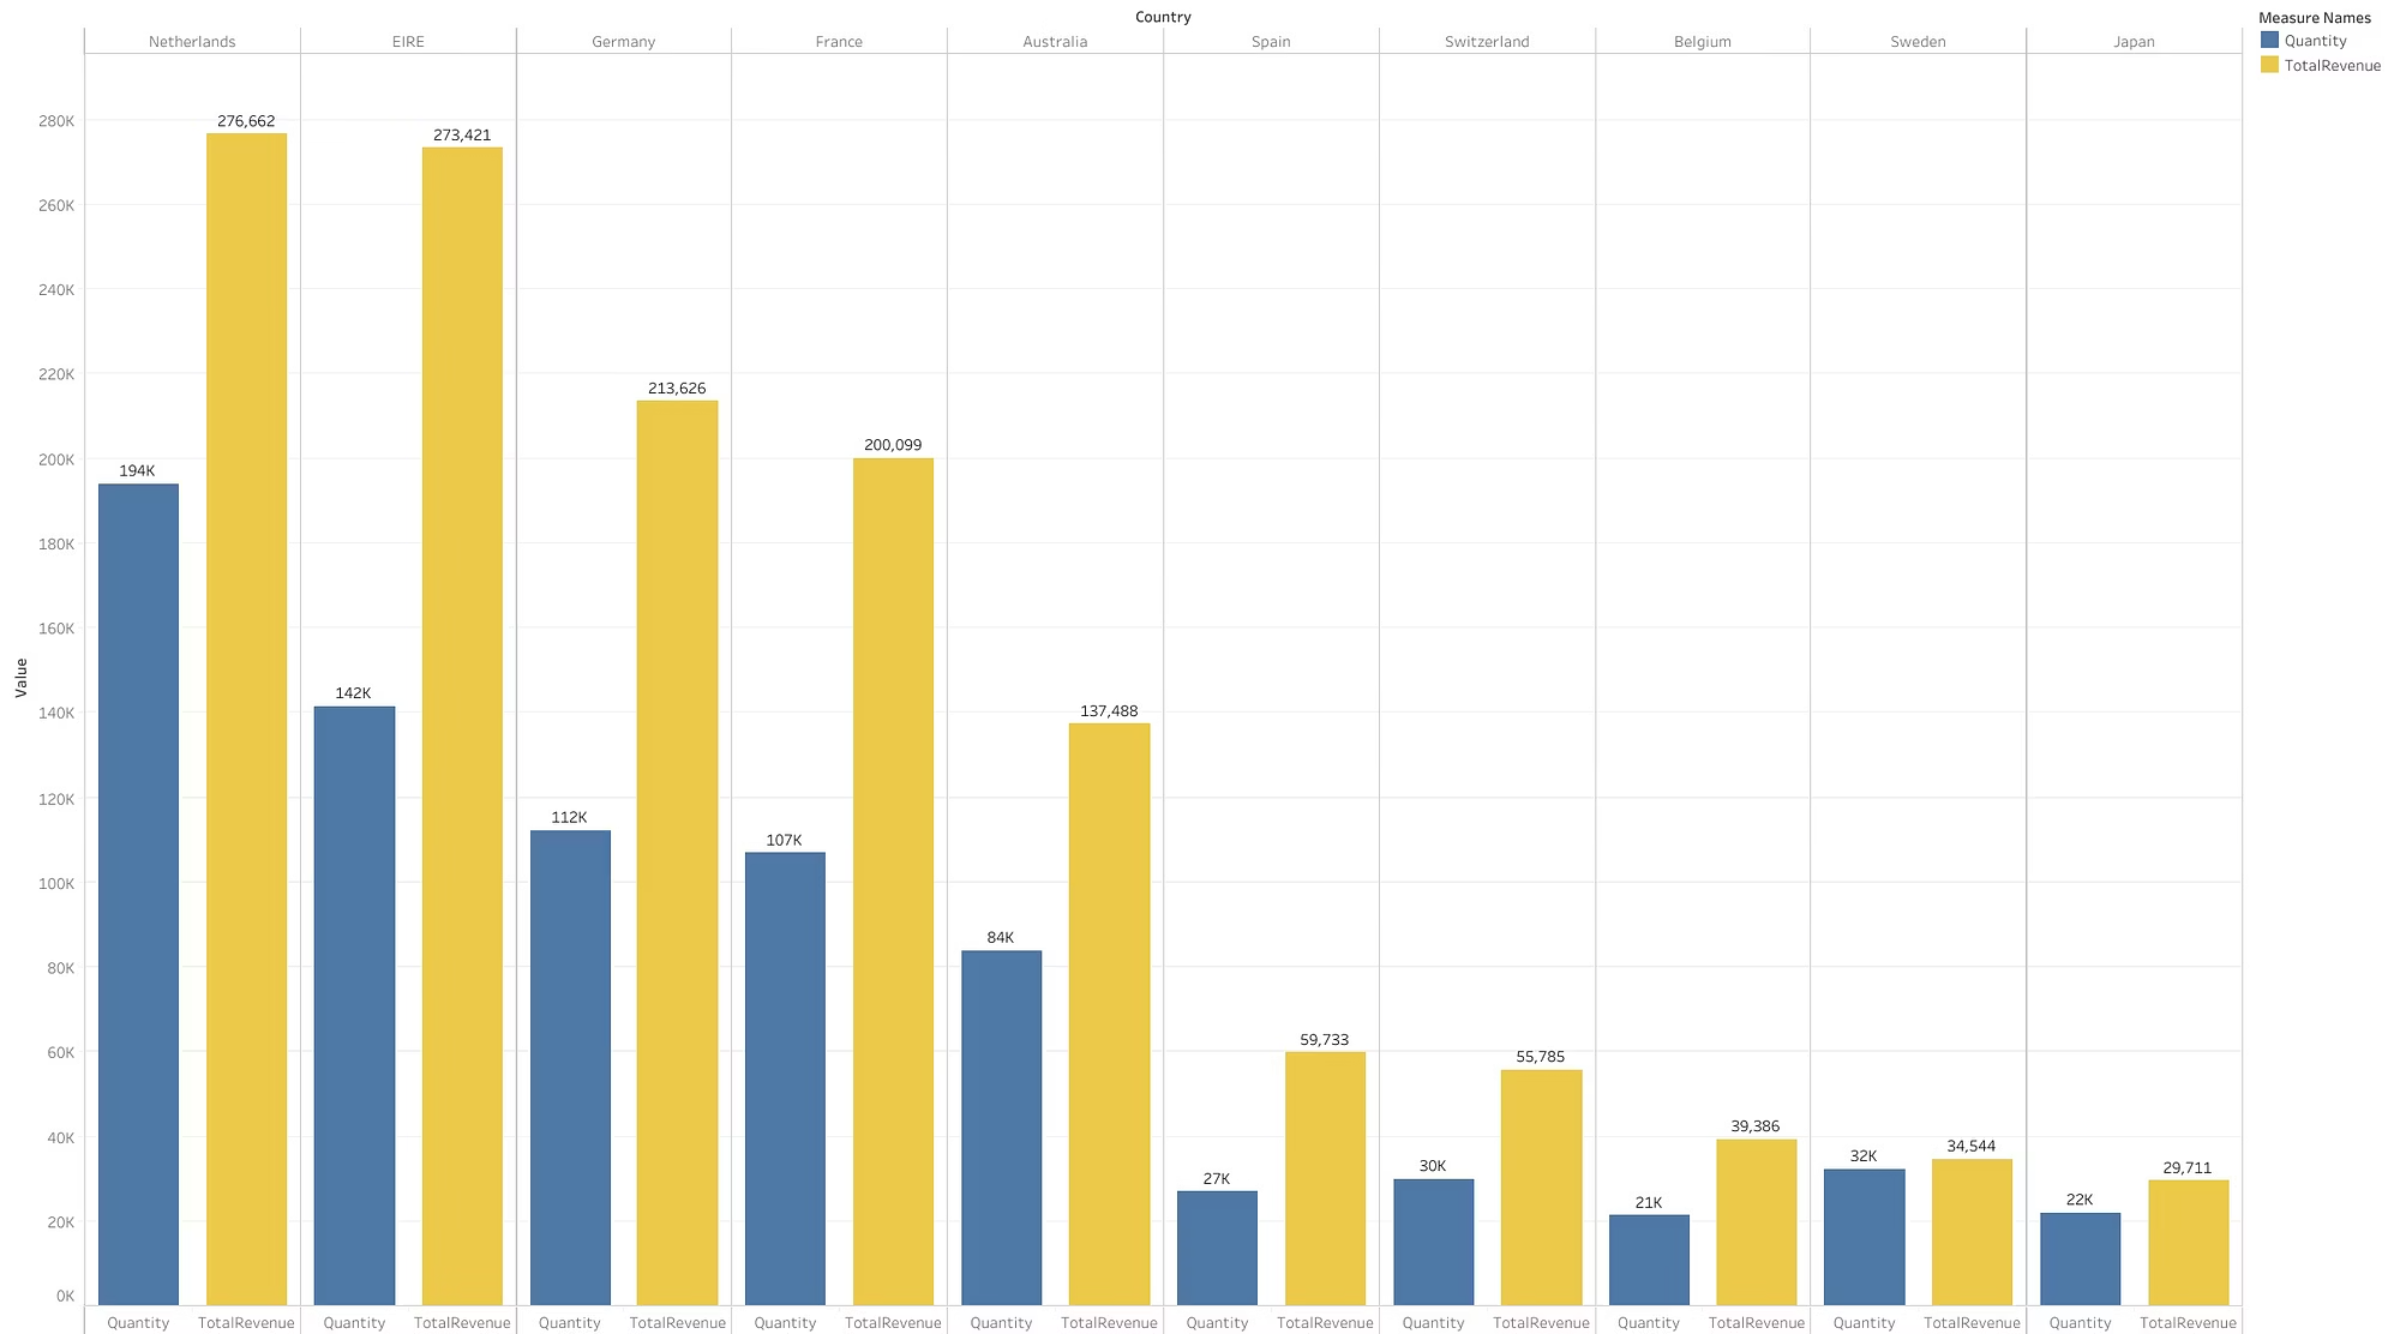 Country
Netherlands EIRE Germany France Australia Spain Switzerland Belgium Sweden Japan
Measure Names
Quantity
TotalRevenue
Value
280K
260K
240K
220K
200K
180K
160K
140K
120K
100K
80K
60K
40K
20K
0K
194K 276,662 142K 273,421 112K 213,626 107K 200,099 84K 137,488 27K 59,733 30K 55,785 21K 39,386 32K 34,544 22K 29,711
Quantity TotalRevenue Quantity TotalRevenue Quantity TotalRevenue Quantity TotalRevenue Quantity TotalRevenue Quantity TotalRevenue Quantity TotalRevenue Quantity TotalRevenue Quantity TotalRevenue Quantity TotalRevenue